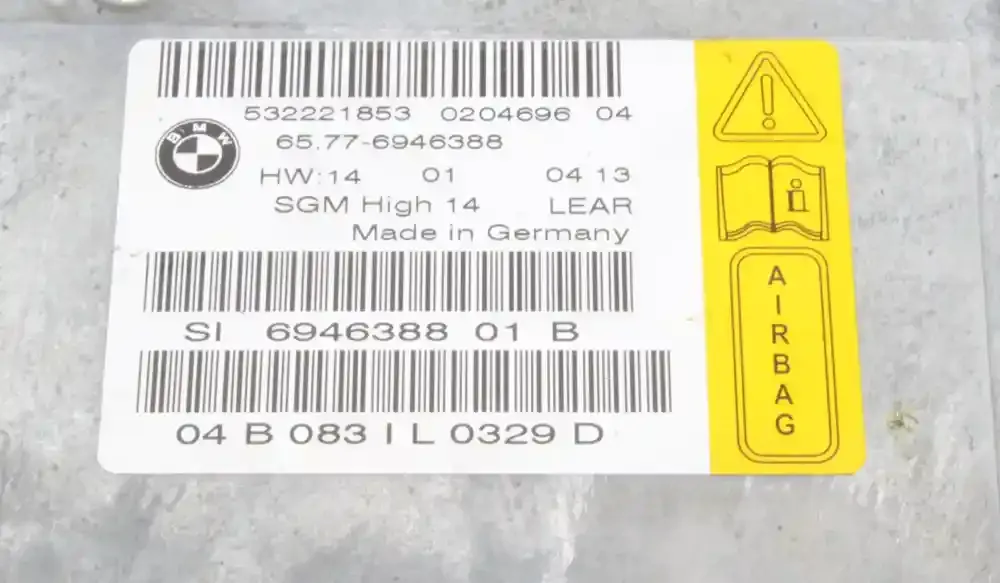 532221853 0204696 04
BMW
65.77-6946388
HW:14 01 04 13
SGM High 14 LEAR
Made in Germany
SI 6946388 01 B
04 B 083 I L 0329 D
i
AIRBAG